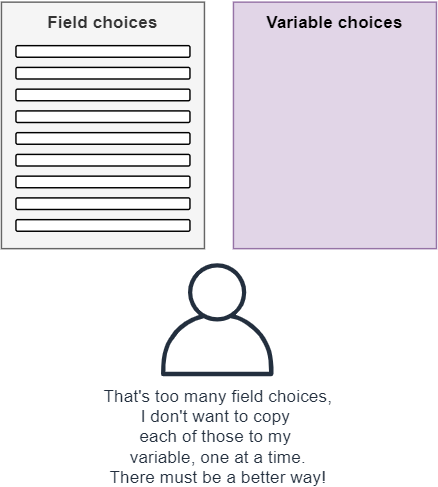 Field choices
Variable choices
That's too many field choices,
I don't want to copy
each of those to my
variable, one at a time.
There must be a better way!